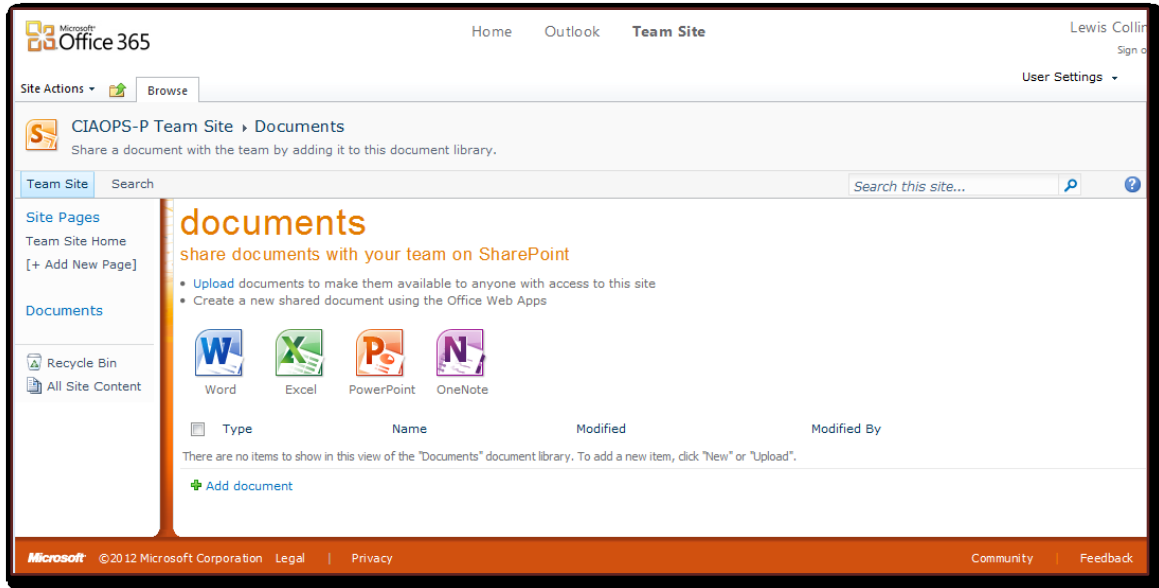 Microsoft®
Office 365
Home Outlook Team Site
Lewis Collin
Sign o
User Settings
Site Actions Browse
CIAOPS-P Team Site ▸ Documents
Share a document with the team by adding it to this document library.
Team Site Search
Search this site...
Site Pages
Team Site Home
[+ Add New Page]
Documents
Recycle Bin
All Site Content
documents
share documents with your team on SharePoint
• Upload documents to make them available to anyone with access to this site
• Create a new shared document using the Office Web Apps
Word Excel PowerPoint OneNote
Type Name Modified Modified By
There are no items to show in this view of the "Documents" document library. To add a new item, click "New" or "Upload".
Add document
Microsoft ©2012 Microsoft Corporation Legal | Privacy Community | Feedback